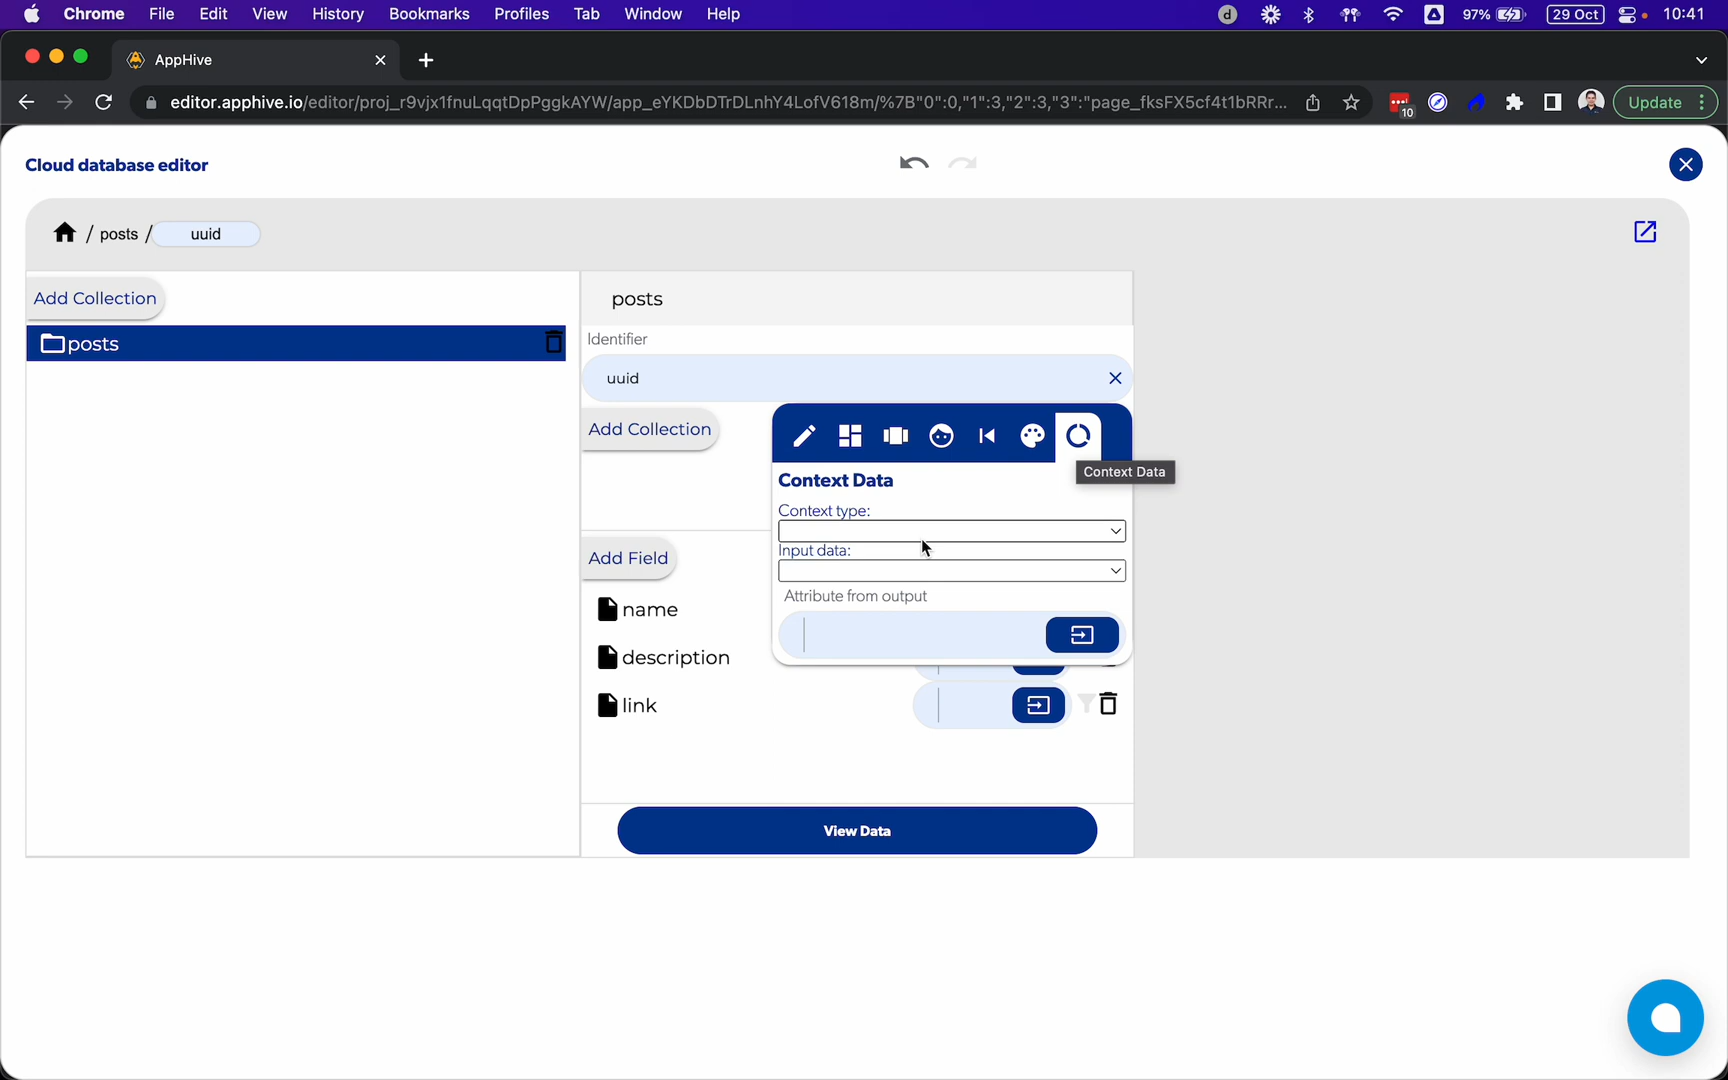 Chrome File Edit View History Bookmarks Profiles Tab Window Help d 97% 29 Oct 10:41
AppHive
editor.apphive.io/editor/proj_r9vjx1fnuLqqtDpPggkAYW/app_eYKDbDTrDLnhY4LofV618m/%7B"0":0,"1":3,"2":3,"3":"page_fksFX5cf4t1bRRr... 10 Update
Cloud database editor
/ posts / uuid
Add Collection
posts
posts
Identifier
uuid
Add Collection
Context Data
Context Data
Context type:
Input data:
Attribute from output
Add Field
name
description
link
View Data